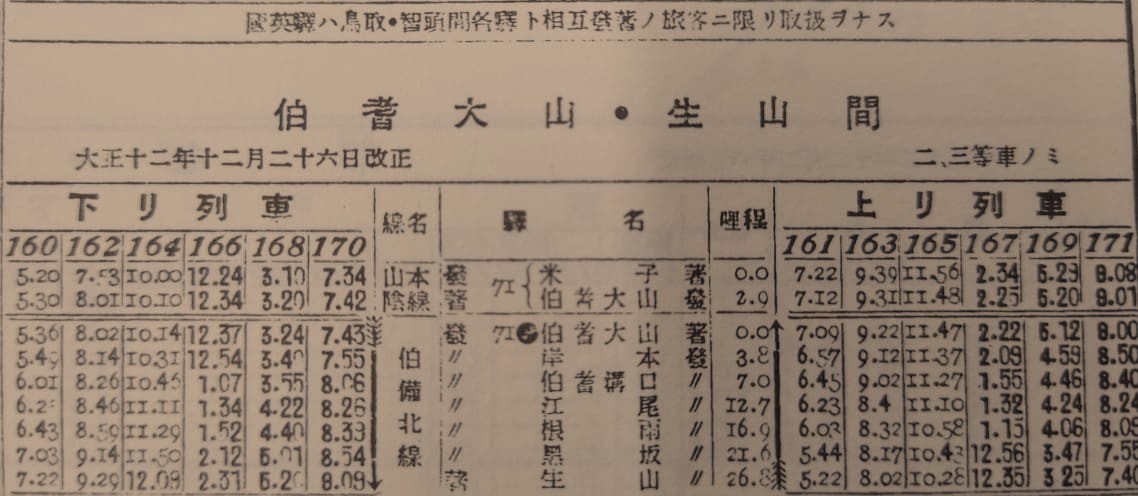 國英驛ハ鳥取•智頭間各驛ト相互發著ノ旅客ニ限リ取扱ヲナス
伯耆大山•生山間
大正十二年十二月二十六日改正 二、三等車ノミ
下リ列車 線名 驛名 哩程 上リ列車
160 162 164 166 168 170 161 163 165 167 169 171
5.20 7.53 10.00 12.24 3.10 7.34 山陰本線 發 71 米子 著 0.0 7.22 9.39 11.56 2.34 5.29 8.08
5.30 8.01 10.10 12.34 3.20 7.42 著 伯耆大山 發 2.9 7.12 9.31 11.48 2.25 5.20 8.01
5.36 8.02 10.14 12.37 3.24 7.43 伯備北線 發 71 伯耆大山 著 0.0 7.09 9.22 11.47 2.22 5.12 8.00
5.49 8.14 10.31 12.54 7.55 〃 岸本 發 3.8 6.57 9.12 11.37 2.09 4.59 8.50
6.01 8.26 10.46 1.07 3.55 8.06 〃 伯耆溝口 〃 7.0 6.45 9.02 11.27 1.55 4.46 8.40
8.46 11.11 1.34 4.22 8.26 〃 江尾 〃 12.7 6.23 8.4 11.10 1.32 4.24 8.24
6.43 8.59 11.29 1.52 4.40 8.39 〃 根雨 〃 16.9 6.03 8.32 10.58 1.15 4.06
7.03 9.14 11.50 2.12 5.01 8.54 〃 黑坂 〃 21.6 5.44 8.17 10.43 12.56 3.47 7.55
7.22 9.29 12.09 2.31 5.20 9.09 著 生山 〃 26.8 5.22 8.02 10.28 12.35 3.25